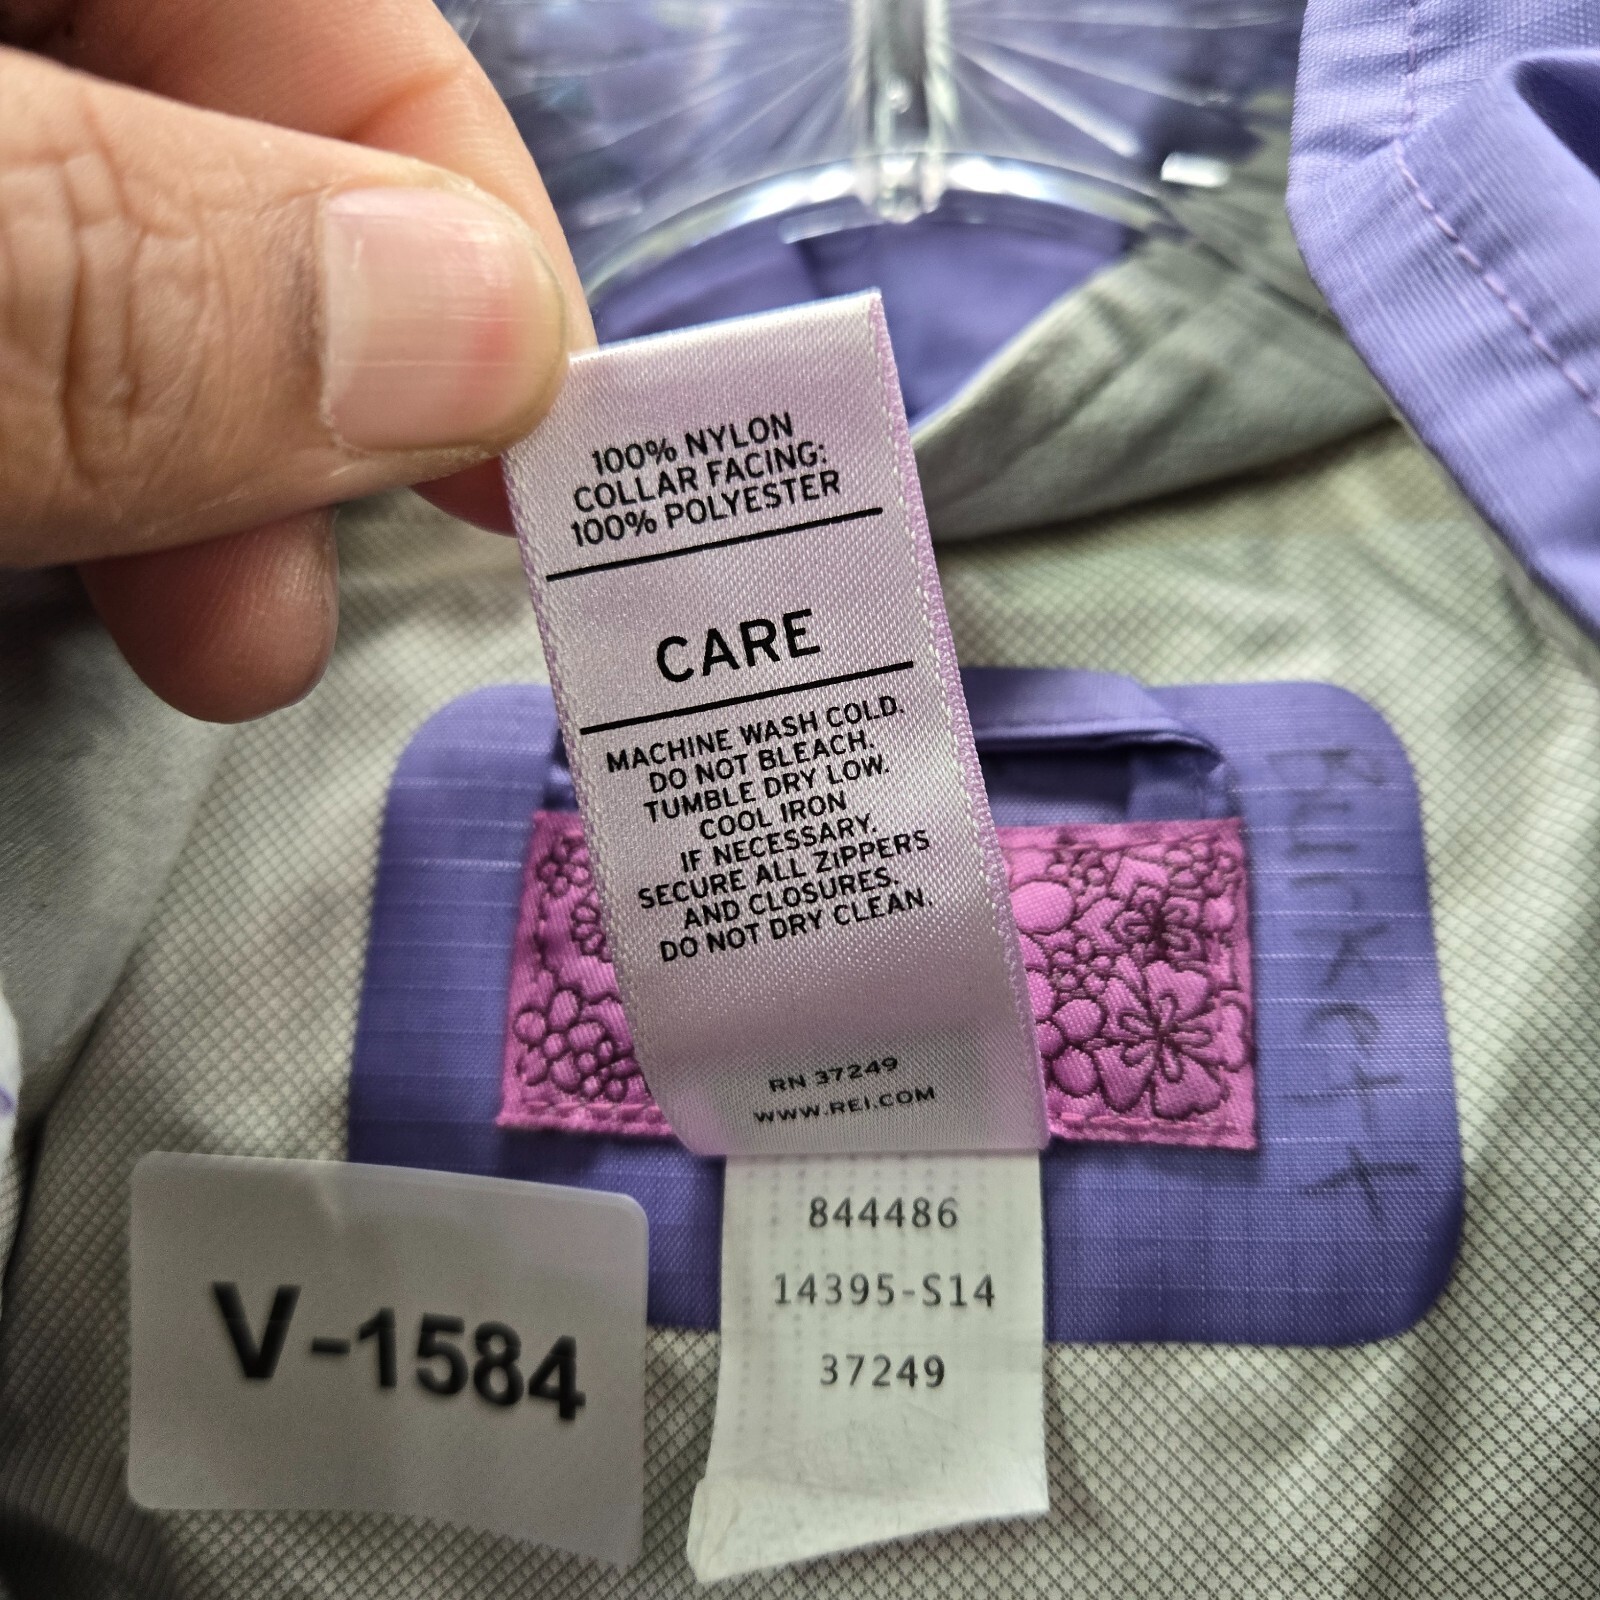 100% NYLON
COLLAR FACING:
100% POLYESTER
CARE
MACHINE WASH COLD.
DO NOT BLEACH.
TUMBLE DRY LOW.
COOL IRON
IF NECESSARY.
SECURE ALL ZIPPERS
AND CLOSURES.
DO NOT DRY CLEAN.
RN 37249
WWW.REI.COM
844486
14395-S14
37249
V-1584
Burkett